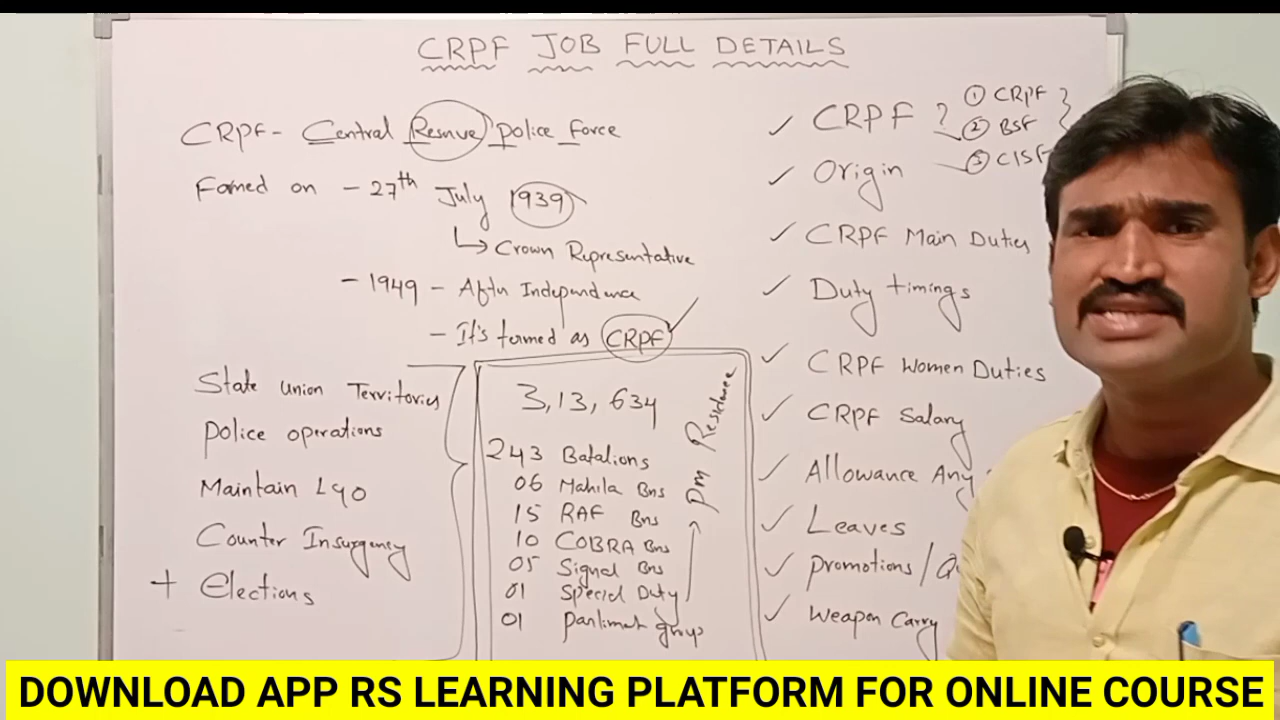 CRPF JOB FULL DETAILS
CRPF - Central Reserve Police Force
Formed on - 27th July 1939
↳ Crown Representative
- 1949 - After Independence
- It's termed as CRPF
State Union Territories
Police operations
Maintain L40
Counter Insurgency
+ Elections
3,13,634
243 Batalions
06 Mahila Bns
15 RAF Bns
10 COBRA Bns
05 Signal Bns
01 Special Duty
01 Parliment group
PM Resistance
✓ CRPF ?
① CRPF
② BSF
③ CISF
✓ Origin
✓ CRPF Main Duties
✓ Duty timings
✓ CRPF Women Duties
✓ CRPF Salary
✓ Allowance Any
✓ Leaves
✓ Promotions /
✓ Weapon Carry
DOWNLOAD APP RS LEARNING PLATFORM FOR ONLINE COURSE